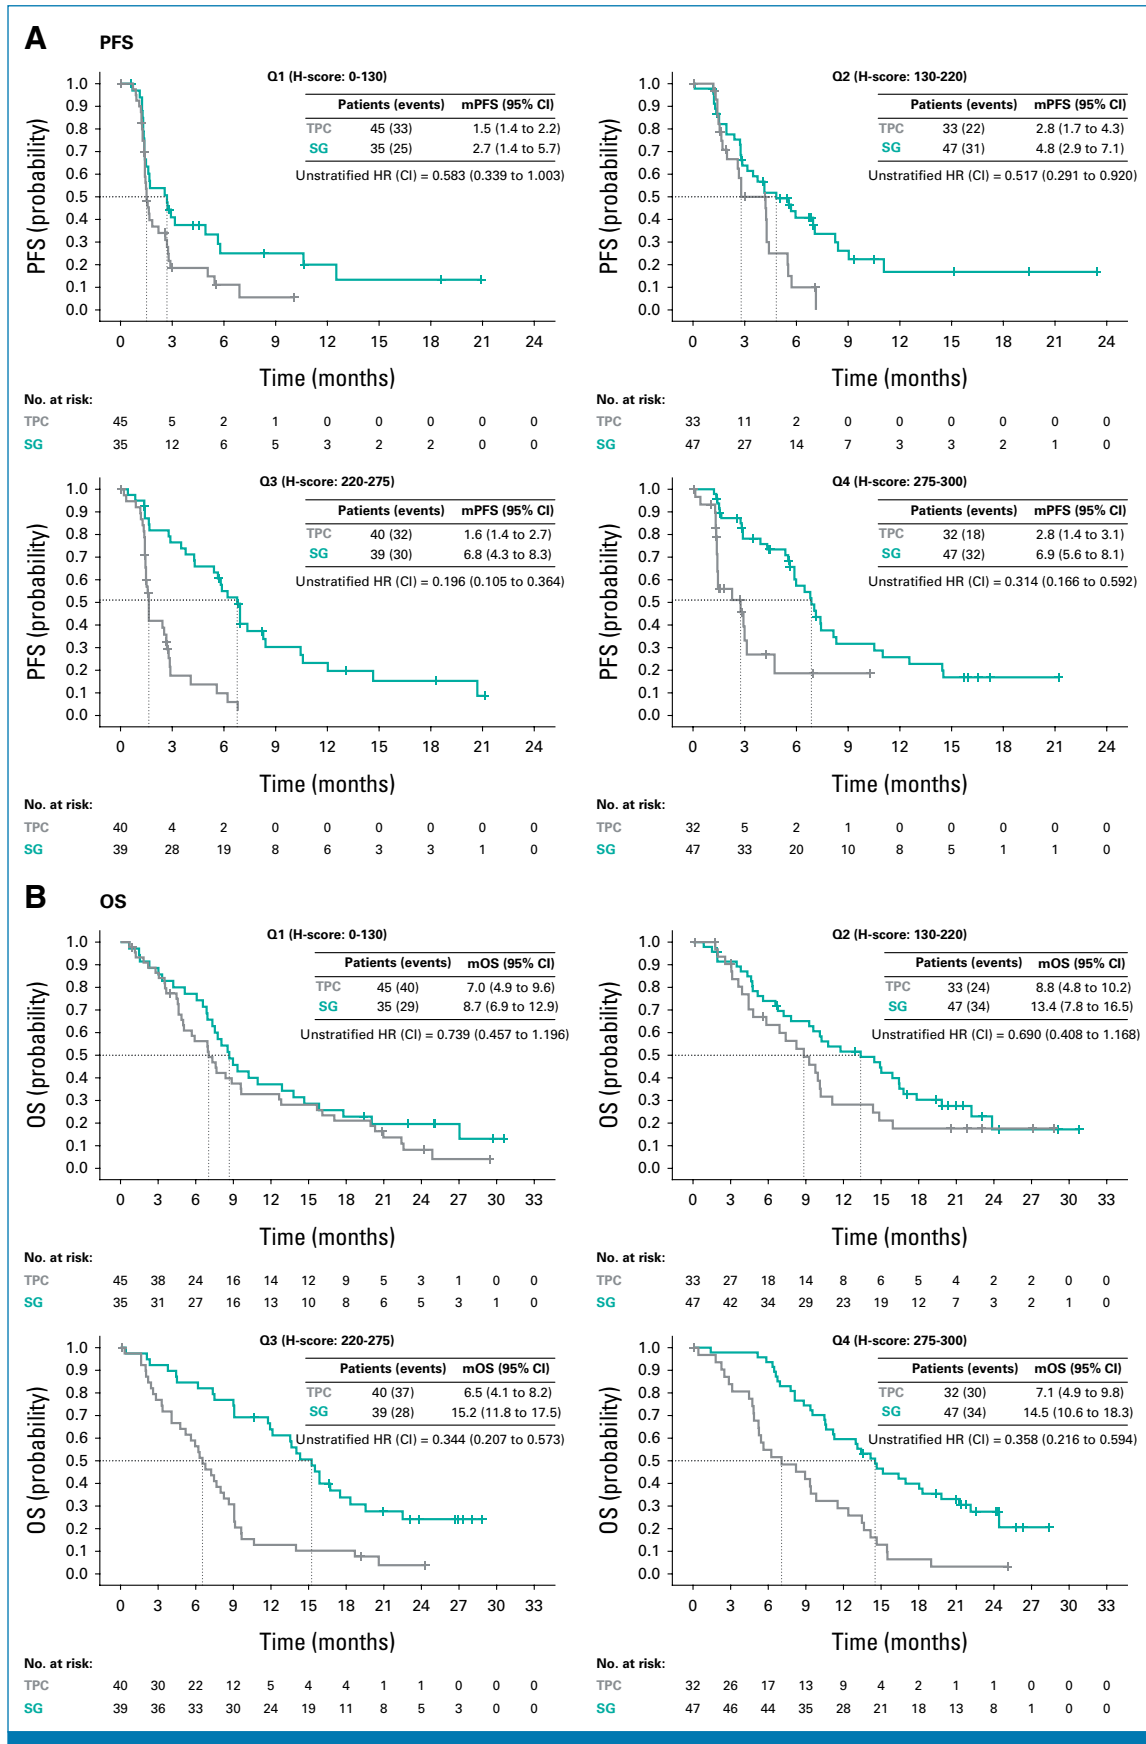 A PFS
Q1 (H-score: 0-130)
Patients (events) mPFS (95% CI)
TPC 45 (33) 1.5 (1.4 to 2.2)
SG 35 (25) 2.7 (1.4 to 5.7)
Unstratified HR (CI) = 0.583 (0.339 to 1.003)
PFS (probability)
1.0
0.9
0.8
0.7
0.6
0.5
0.4
0.3
0.2
0.1
0.0
0 3 6 9 12 15 18 21 24
Time (months)
No. at risk:
TPC 45 5 2 1 0 0 0 0 0
SG 35 12 6 5 3 2 2 0 0
Q2 (H-score: 130-220)
Patients (events) mPFS (95% CI)
TPC 33 (22) 2.8 (1.7 to 4.3)
SG 47 (31) 4.8 (2.9 to 7.1)
Unstratified HR (CI) = 0.517 (0.291 to 0.920)
PFS (probability)
1.0
0.9
0.8
0.7
0.6
0.5
0.4
0.3
0.2
0.1
0.0
0 3 6 9 12 15 18 21 24
Time (months)
No. at risk:
TPC 33 11 2 0 0 0 0 0 0
SG 47 27 14 7 3 3 2 1 0
Q3 (H-score: 220-275)
Patients (events) mPFS (95% CI)
TPC 40 (32) 1.6 (1.4 to 2.7)
SG 39 (30) 6.8 (4.3 to 8.3)
Unstratified HR (CI) = 0.196 (0.105 to 0.364)
PFS (probability)
1.0
0.9
0.8
0.7
0.6
0.5
0.4
0.3
0.2
0.1
0.0
0 3 6 9 12 15 18 21 24
Time (months)
No. at risk:
TPC 40 4 2 0 0 0 0 0 0
SG 39 28 19 8 6 3 3 1 0
Q4 (H-score: 275-300)
Patients (events) mPFS (95% CI)
TPC 32 (18) 2.8 (1.4 to 3.1)
SG 47 (32) 6.9 (5.6 to 8.1)
Unstratified HR (CI) = 0.314 (0.166 to 0.592)
PFS (probability)
1.0
0.9
0.8
0.7
0.6
0.5
0.4
0.3
0.2
0.1
0.0
0 3 6 9 12 15 18 21 24
Time (months)
No. at risk:
TPC 32 5 2 1 0 0 0 0 0
SG 47 33 20 10 8 5 1 1 0
B OS
Q1 (H-score: 0-130)
Patients (events) mOS (95% CI)
TPC 45 (40) 7.0 (4.9 to 9.6)
SG 35 (29) 8.7 (6.9 to 12.9)
Unstratified HR (CI) = 0.739 (0.457 to 1.196)
OS (probability)
1.0
0.9
0.8
0.7
0.6
0.5
0.4
0.3
0.2
0.1
0.0
0 3 6 9 12 15 18 21 24 27 30 33
Time (months)
No. at risk:
TPC 45 38 24 16 14 12 9 5 3 1 0 0
SG 35 31 27 16 13 10 8 6 5 3 1 0
Q2 (H-score: 130-220)
Patients (events) mOS (95% CI)
TPC 33 (24) 8.8 (4.8 to 10.2)
SG 47 (34) 13.4 (7.8 to 16.5)
Unstratified HR (CI) = 0.690 (0.408 to 1.168)
OS (probability)
1.0
0.9
0.8
0.7
0.6
0.5
0.4
0.3
0.2
0.1
0.0
0 3 6 9 12 15 18 21 24 27 30 33
Time (months)
No. at risk:
TPC 33 27 18 14 8 6 5 4 2 2 0 0
SG 47 42 34 29 23 19 12 7 3 2 1 0
Q3 (H-score: 220-275)
Patients (events) mOS (95% CI)
TPC 40 (37) 6.5 (4.1 to 8.2)
SG 39 (28) 15.2 (11.8 to 17.5)
Unstratified HR (CI) = 0.344 (0.207 to 0.573)
OS (probability)
1.0
0.9
0.8
0.7
0.6
0.5
0.4
0.3
0.2
0.1
0.0
0 3 6 9 12 15 18 21 24 27 30 33
Time (months)
No. at risk:
TPC 40 30 22 12 5 4 4 1 1 0 0 0
SG 39 36 33 30 24 19 11 8 5 3 0 0
Q4 (H-score: 275-300)
Patients (events) mOS (95% CI)
TPC 32 (30) 7.1 (4.9 to 9.8)
SG 47 (34) 14.5 (10.6 to 18.3)
Unstratified HR (CI) = 0.358 (0.216 to 0.594)
OS (probability)
1.0
0.9
0.8
0.7
0.6
0.5
0.4
0.3
0.2
0.1
0.0
0 3 6 9 12 15 18 21 24 27 30 33
Time (months)
No. at risk:
TPC 32 26 17 13 9 4 2 1 1 0 0 0
SG 47 46 44 35 28 21 18 13 8 1 0 0